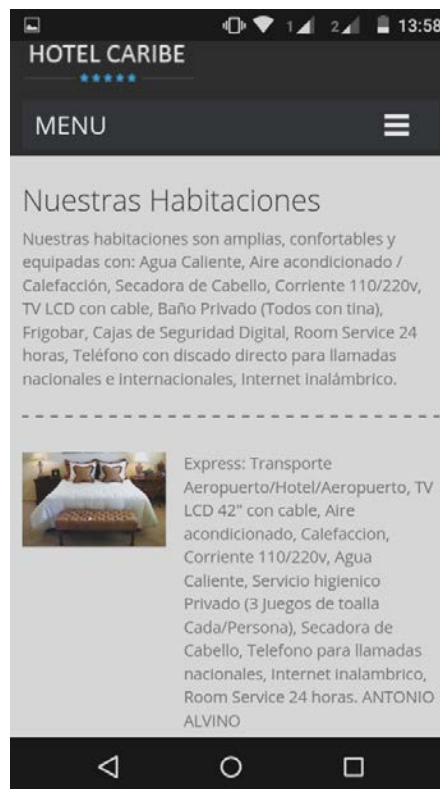 1 2 13:58
HOTEL CARIBE
MENU
Nuestras Habitaciones
Nuestras habitaciones son amplias, confortables y
equipadas con: Agua Caliente, Aire acondicionado /
Calefacción, Secadora de Cabello, Corriente 110/220v,
TV LCD con cable, Baño Privado (Todos con tina),
Frigobar, Cajas de Seguridad Digital, Room Service 24
horas, Teléfono con discado directo para llamadas
nacionales e internacionales, Internet Inalámbrico.
Express: Transporte
Aeropuerto/Hotel/Aeropuerto, TV
LCD 42" con cable, Aire
acondicionado, Calefaccion,
Corriente 110/220v, Agua
Caliente, Servicio higienico
Privado (3 Juegos de toalla
Cada/Persona), Secadora de
Cabello, Telefono para llamadas
nacionales, Internet inalambrico,
Room Service 24 horas. ANTONIO
ALVINO